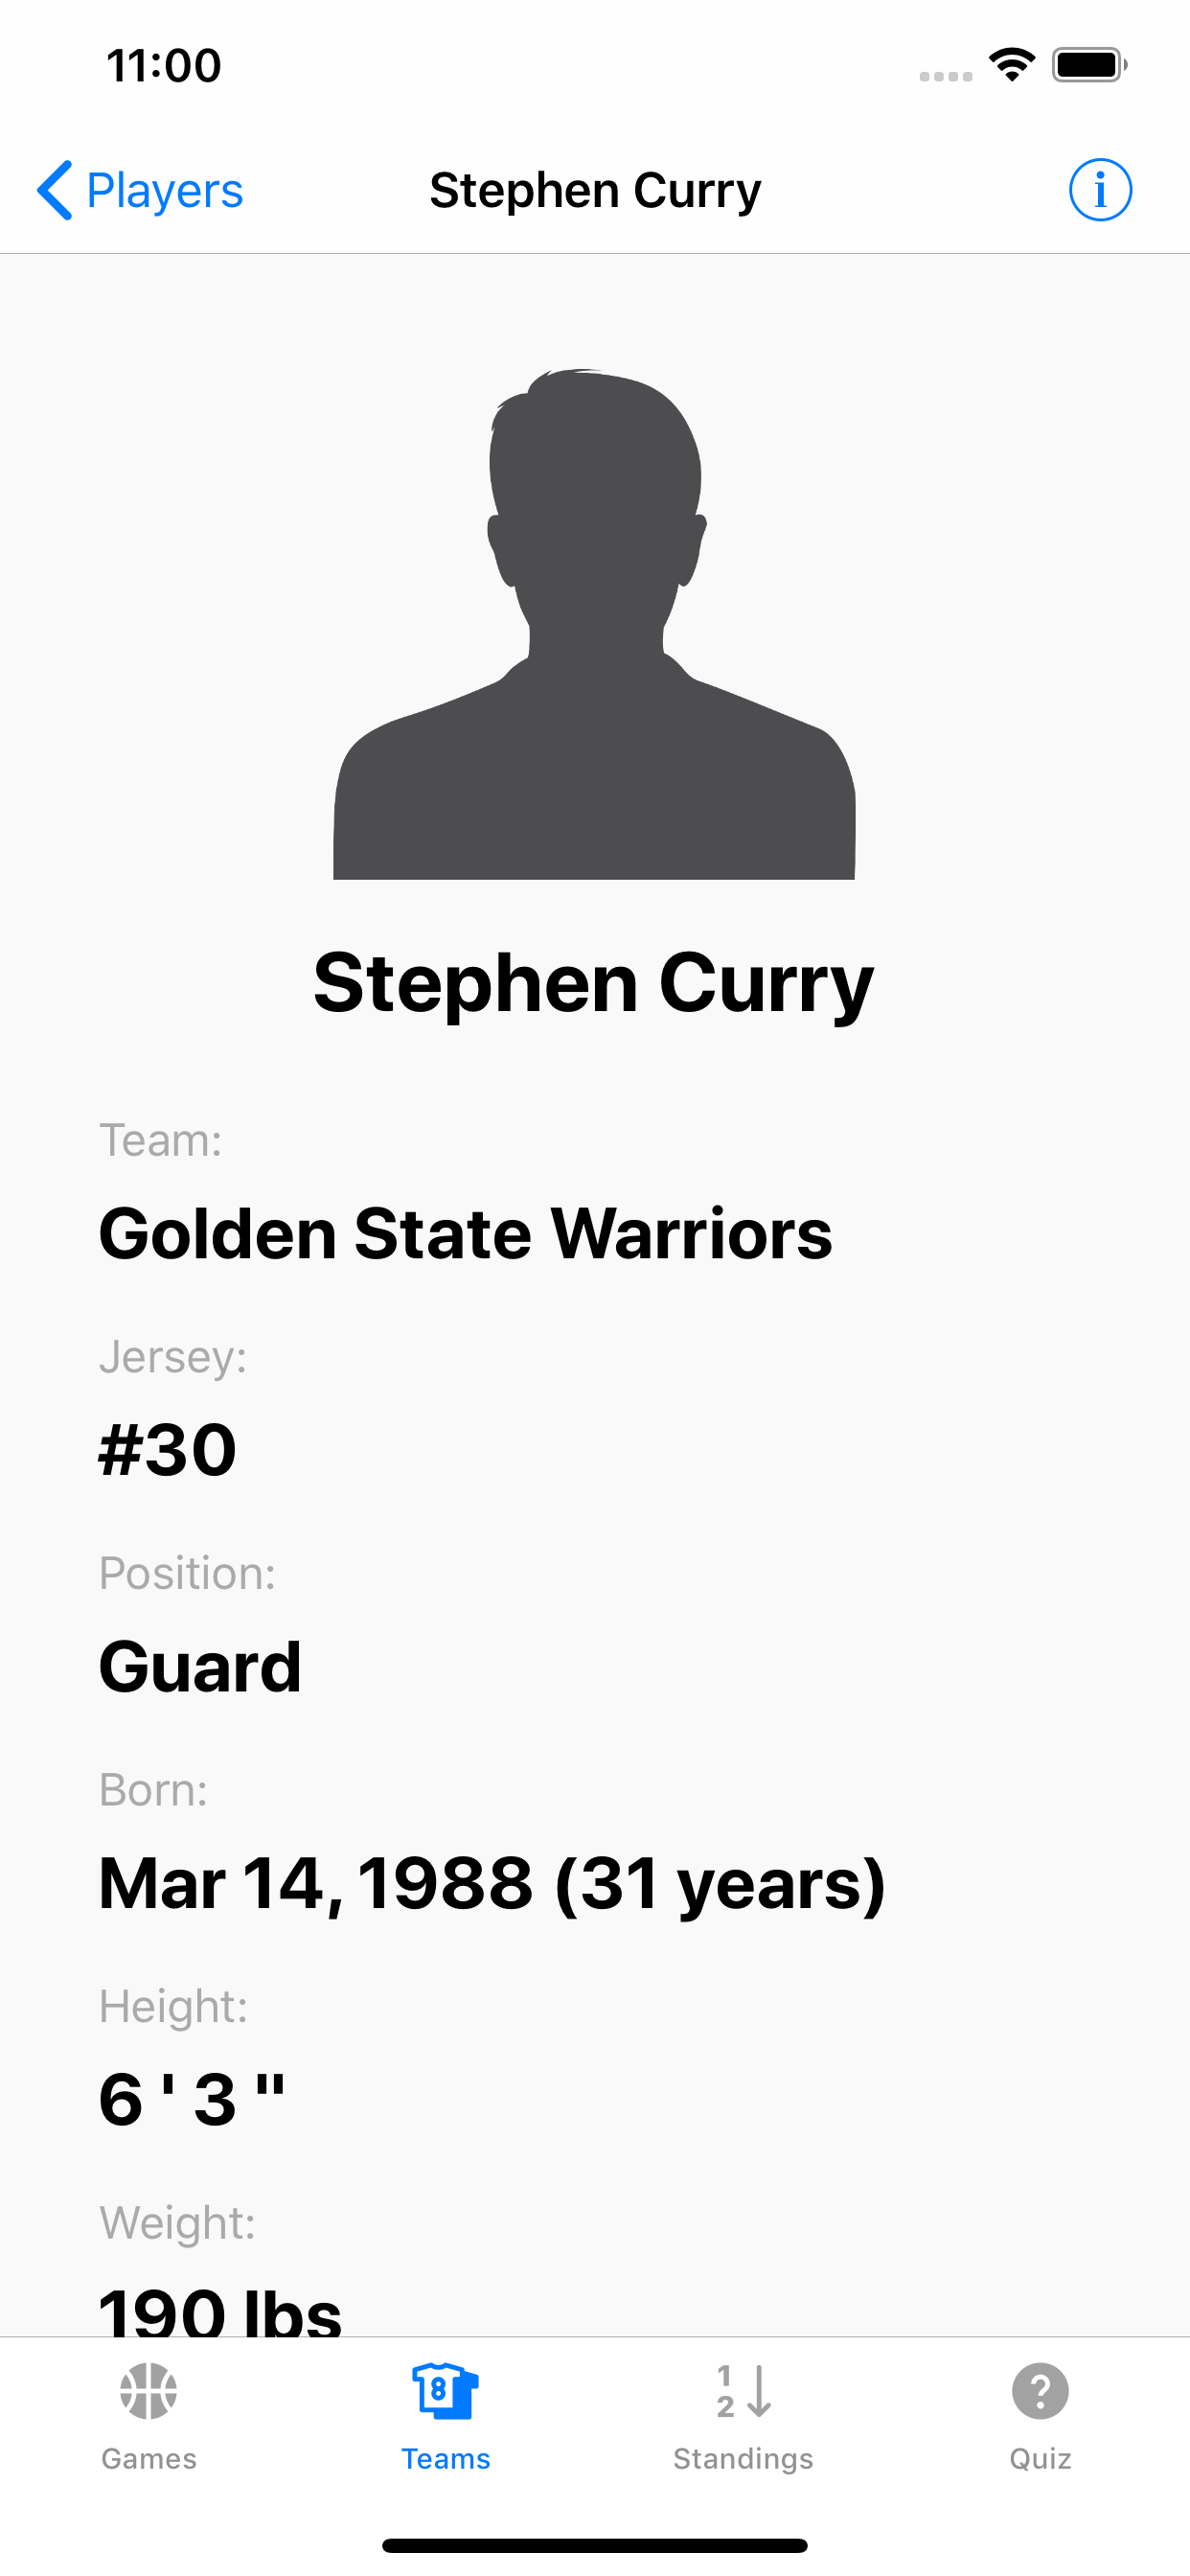 11:00
Players
Stephen Curry
i
Stephen Curry
Team:
Golden State Warriors
Jersey:
#30
Position:
Guard
Born:
Mar 14, 1988 (31 years)
Height:
6 ' 3 "
Weight:
190 lbs
8
1
2
?
Games
Teams
Standings
Quiz